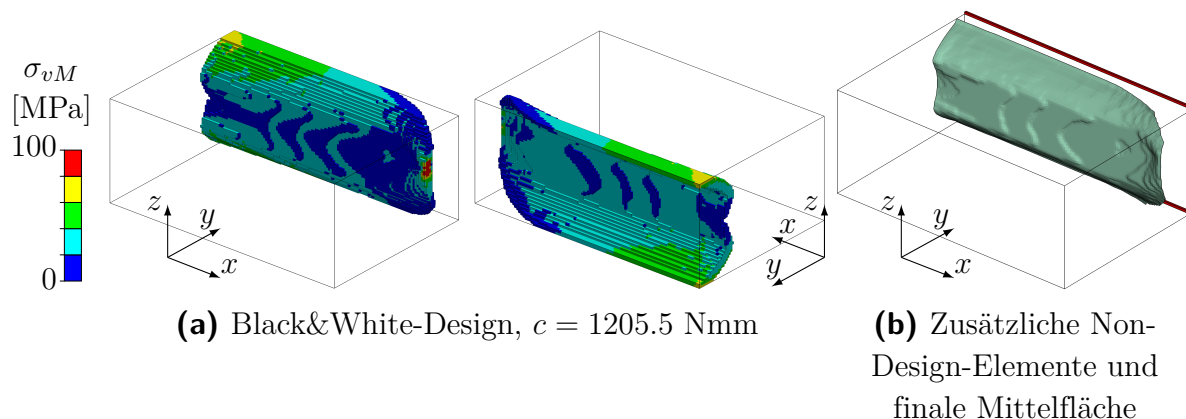 σvM
[MPa]
100
0
z
y
x
z
x
y
z
y
x
(a) Black&White-Design, c = 1205.5 Nmm
(b) Zusätzliche Non-
Design-Elemente und
finale Mittelfläche